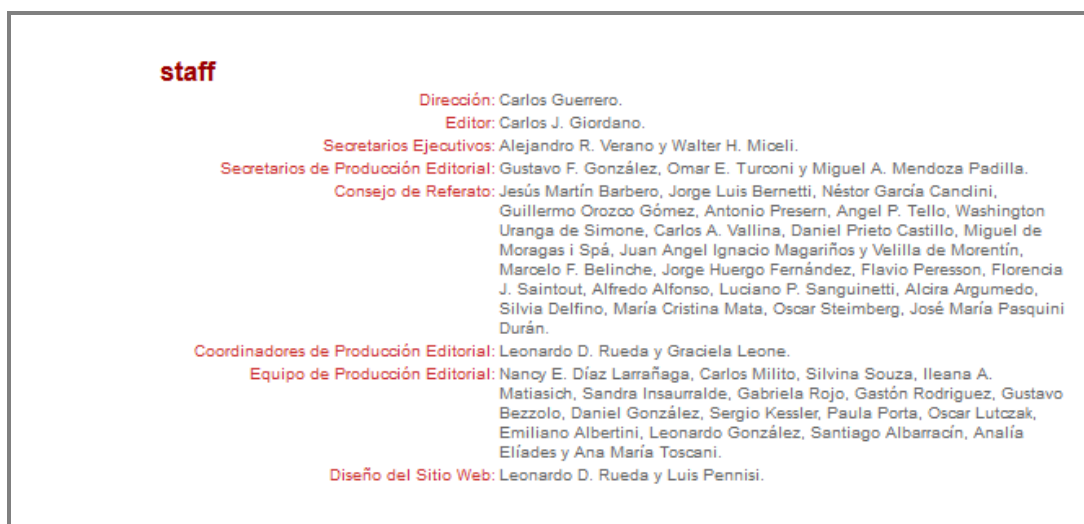 staff
Dirección: Carlos Guerrero.
Editor: Carlos J. Giordano.
Secretarios Ejecutivos: Alejandro R. Verano y Walter H. Miceli.
Secretarios de Producción Editorial: Gustavo F. González, Omar E. Turconi y Miguel A. Mendoza Padilla.
Consejo de Referato: Jesús Martín Barbero, Jorge Luis Bernetti, Néstor García Canclini,
Guillermo Orozco Gómez, Antonio Presern, Angel P. Tello, Washington
Uranga de Simone, Carlos A. Vallina, Daniel Prieto Castillo, Miguel de
Moragas i Spá, Juan Angel Ignacio Magariños y Velilla de Morentín,
Marcelo F. Belinche, Jorge Huergo Fernández, Flavio Peresson, Florencia
J. Saintout, Alfredo Alfonso, Luciano P. Sanguinetti, Alcira Argumedo,
Silvia Delfino, María Cristina Mata, Oscar Steimberg, José María Pasquini
Durán.
Coordinadores de Producción Editorial: Leonardo D. Rueda y Graciela Leone.
Equipo de Producción Editorial: Nancy E. Díaz Larrañaga, Carlos Milito, Silvina Souza, Ileana A.
Matiasich, Sandra Insaurralde, Gabriela Rojo, Gastón Rodriguez, Gustavo
Bezzolo, Daniel González, Sergio Kessler, Paula Porta, Oscar Lutczak,
Emiliano Albertini, Leonardo González, Santiago Albarracín, Analía
Elíades y Ana María Toscani.
Diseño del Sitio Web: Leonardo D. Rueda y Luis Pennisi.